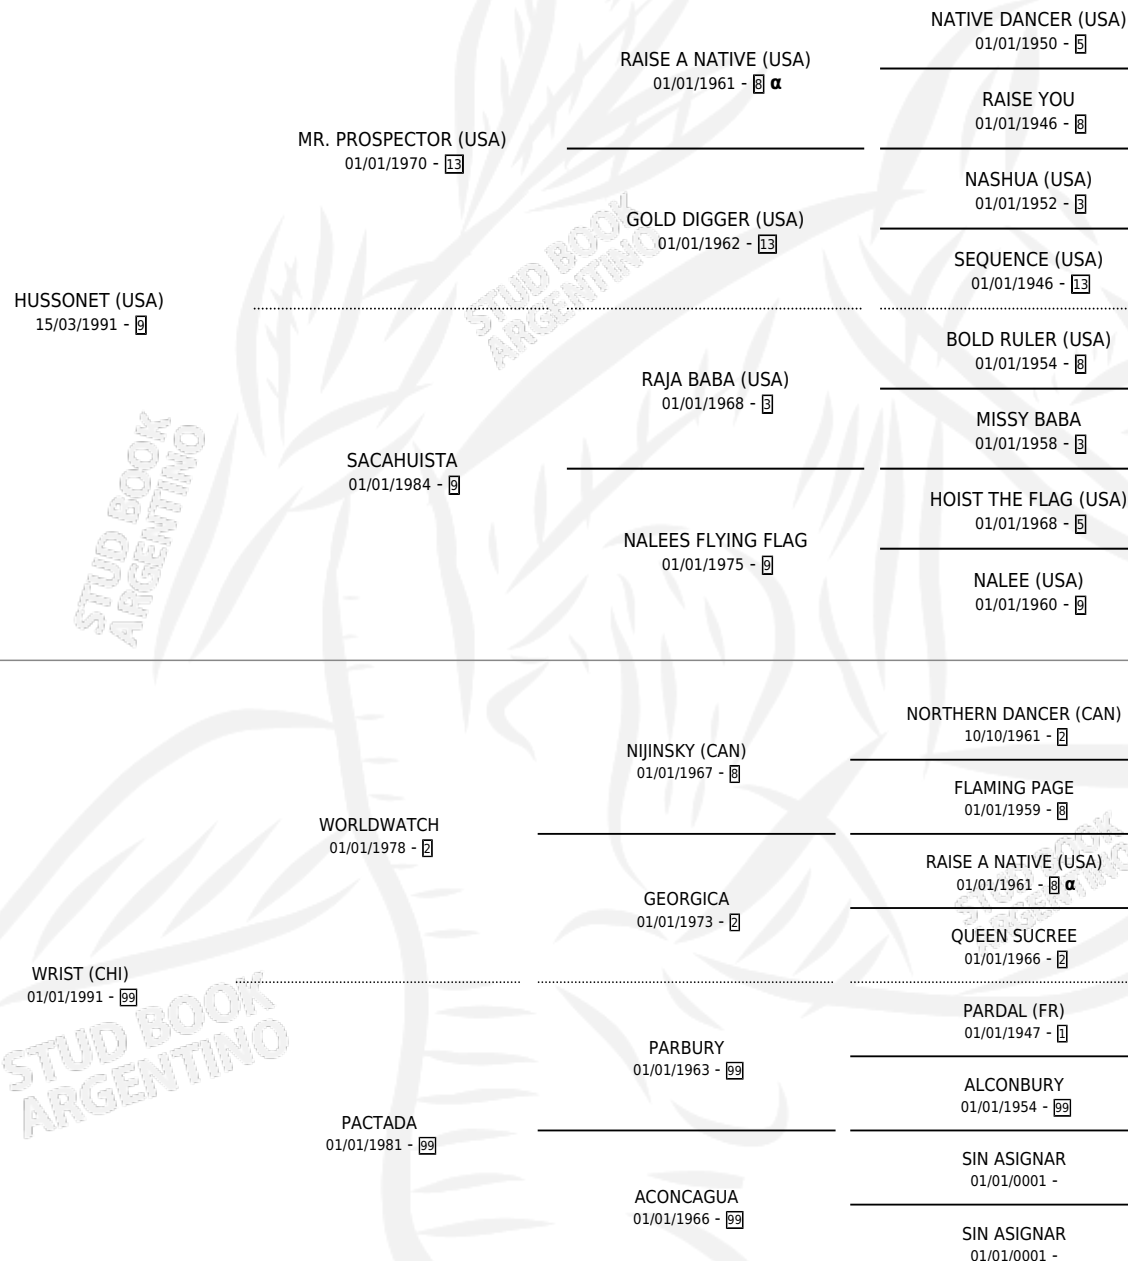 NATIVE DANCER (USA)
01/01/1950 - 5
RAISE A NATIVE (USA)
01/01/1961 - 8 α
RAISE YOU
01/01/1946 - 8
MR. PROSPECTOR (USA)
01/01/1970 - 13
NASHUA (USA)
01/01/1952 - 3
GOLD DIGGER (USA)
01/01/1962 - 13
SEQUENCE (USA)
01/01/1946 - 13
HUSSONET (USA)
15/03/1991 - 9
BOLD RULER (USA)
01/01/1954 - 8
RAJA BABA (USA)
01/01/1968 - 3
MISSY BABA
01/01/1958 - 3
SACAHUISTA
01/01/1984 - 9
HOIST THE FLAG (USA)
01/01/1968 - 5
NALEES FLYING FLAG
01/01/1975 - 9
NALEE (USA)
01/01/1960 - 9
NORTHERN DANCER (CAN)
10/10/1961 - 2
NIJINSKY (CAN)
01/01/1967 - 8
FLAMING PAGE
01/01/1959 - 8
WORLDWATCH
01/01/1978 - 2
RAISE A NATIVE (USA)
01/01/1961 - 8 α
GEORGICA
01/01/1973 - 2
QUEEN SUCREE
01/01/1966 - 2
WRIST (CHI)
01/01/1991 - 99
PARDAL (FR)
01/01/1947 - 1
PARBURY
01/01/1963 - 99
ALCONBURY
01/01/1954 - 99
PACTADA
01/01/1981 - 99
SIN ASIGNAR
01/01/0001 -
ACONCAGUA
01/01/1966 - 99
SIN ASIGNAR
01/01/0001 -
STUD BOOK
ARGENTINO
STUD BOOK
ARGENTINO
STUD BOOK
ARGENTINO
STUD BOOK
ARGENTINO